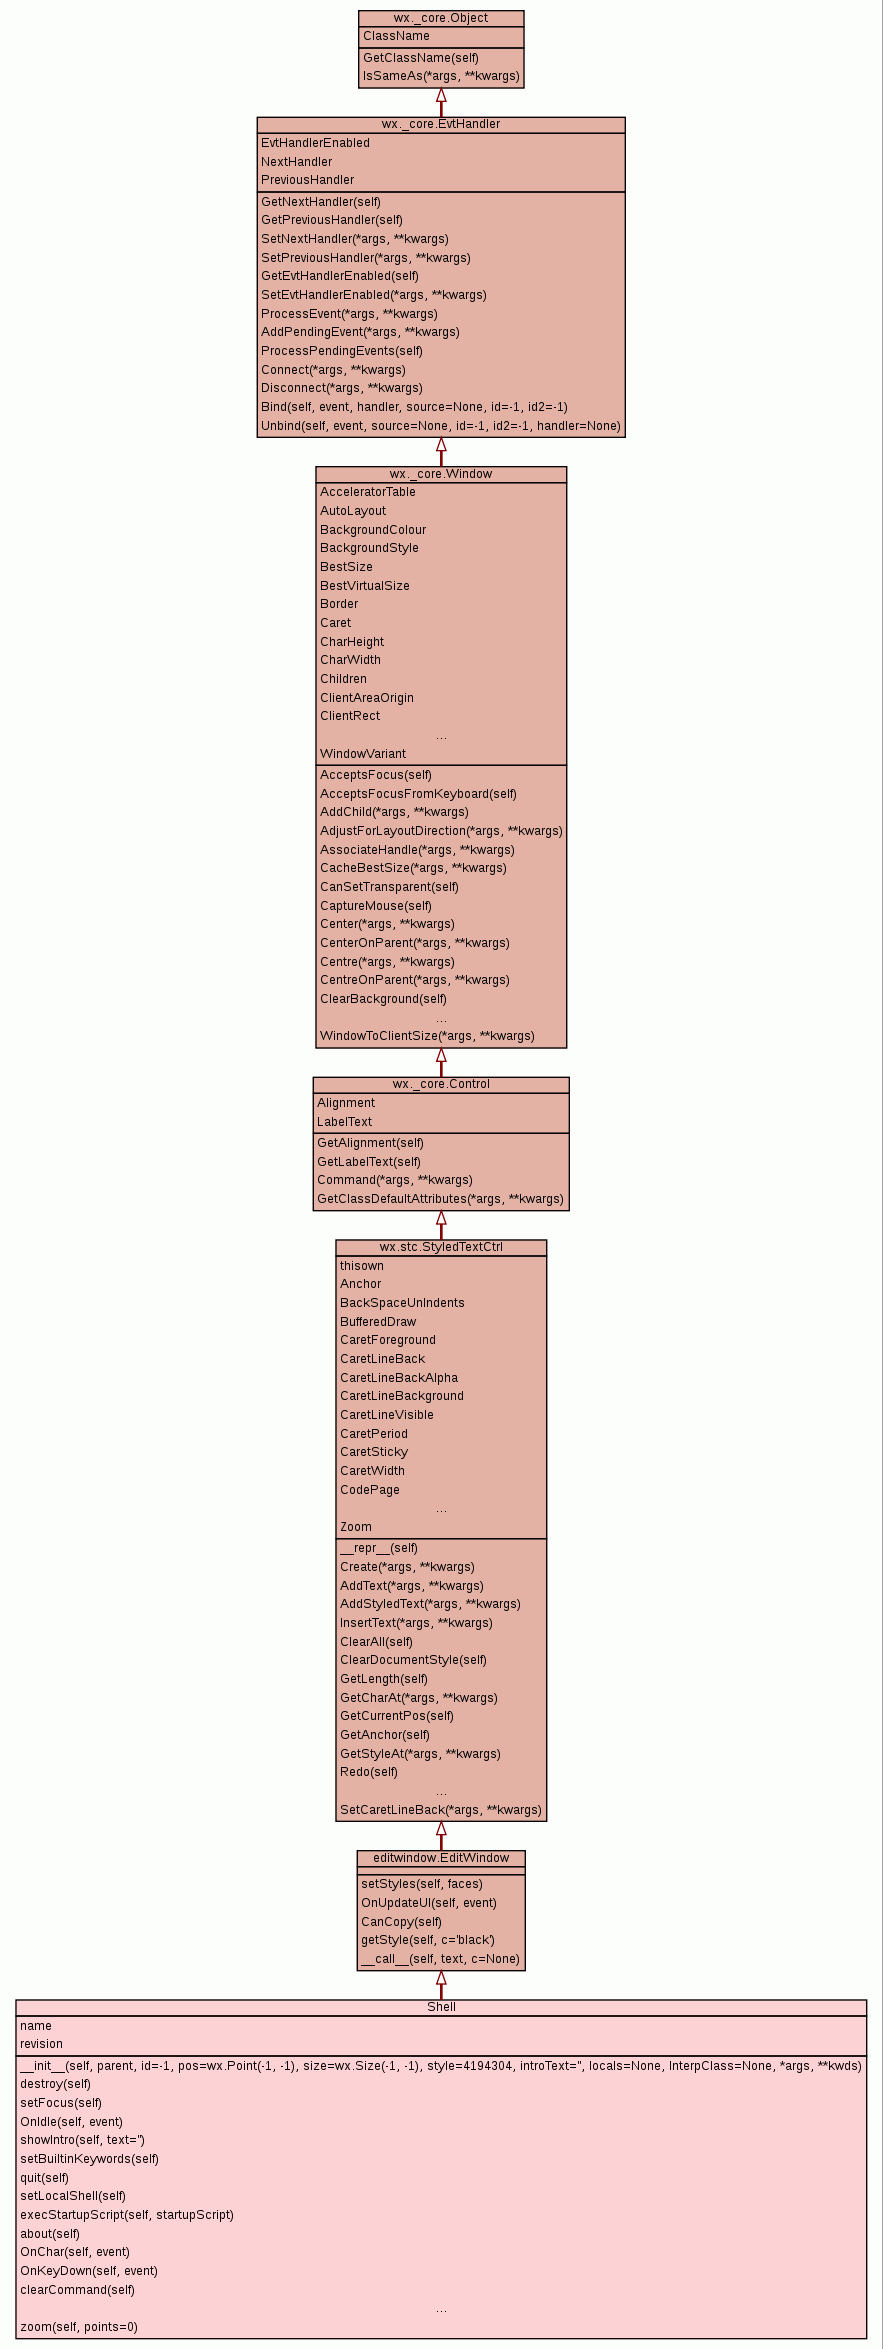 wx._core.Object
ClassName
GetClassName(self)
IsSameAs(*args, **kwargs)
wx._core.EvtHandler
EvtHandlerEnabled
NextHandler
PreviousHandler
GetNextHandler(self)
GetPreviousHandler(self)
SetNextHandler(*args, **kwargs)
SetPreviousHandler(*args, **kwargs)
GetEvtHandlerEnabled(self)
SetEvtHandlerEnabled(*args, **kwargs)
ProcessEvent(*args, **kwargs)
AddPendingEvent(*args, **kwargs)
ProcessPendingEvents(self)
Connect(*args, **kwargs)
Disconnect(*args, **kwargs)
Bind(self, event, handler, source=None, id=-1, id2=-1)
Unbind(self, event, source=None, id=-1, id2=-1, handler=None)
wx._core.Window
AcceleratorTable
AutoLayout
BackgroundColour
BackgroundStyle
BestSize
BestVirtualSize
Border
Caret
CharHeight
CharWidth
Children
ClientAreaOrigin
ClientRect
...
WindowVariant
AcceptsFocus(self)
AcceptsFocusFromKeyboard(self)
AddChild(*args, **kwargs)
AdjustForLayoutDirection(*args, **kwargs)
AssociateHandle(*args, **kwargs)
CacheBestSize(*args, **kwargs)
CanSetTransparent(self)
CaptureMouse(self)
Center(*args, **kwargs)
CenterOnParent(*args, **kwargs)
Centre(*args, **kwargs)
CentreOnParent(*args, **kwargs)
ClearBackground(self)
...
WindowToClientSize(*args, **kwargs)
wx._core.Control
Alignment
LabelText
GetAlignment(self)
GetLabelText(self)
Command(*args, **kwargs)
GetClassDefaultAttributes(*args, **kwargs)
wx.stc.StyledTextCtrl
thisown
Anchor
BackSpaceUnIndents
BufferedDraw
CaretForeground
CaretLineBack
CaretLineBackAlpha
CaretLineBackground
CaretLineVisible
CaretPeriod
CaretSticky
CaretWidth
CodePage
...
Zoom
__repr__(self)
Create(*args, **kwargs)
AddText(*args, **kwargs)
AddStyledText(*args, **kwargs)
InsertText(*args, **kwargs)
ClearAll(self)
ClearDocumentStyle(self)
GetLength(self)
GetCharAt(*args, **kwargs)
GetCurrentPos(self)
GetAnchor(self)
GetStyleAt(*args, **kwargs)
Redo(self)
...
SetCaretLineBack(*args, **kwargs)
editwindow.EditWindow
setStyles(self, faces)
OnUpdateUI(self, event)
CanCopy(self)
getStyle(self, c='black')
__call__(self, text, c=None)
Shell
name
revision
__init__(self, parent, id=-1, pos=wx.Point(-1, -1), size=wx.Size(-1, -1), style=4194304, introText='', locals=None, InterpClass=None, *args, **kwds)
destroy(self)
setFocus(self)
OnIdle(self, event)
showIntro(self, text='')
setBuiltinKeywords(self)
quit(self)
setLocalShell(self)
execStartupScript(self, startupScript)
about(self)
OnChar(self, event)
OnKeyDown(self, event)
clearCommand(self)
...
zoom(self, points=0)